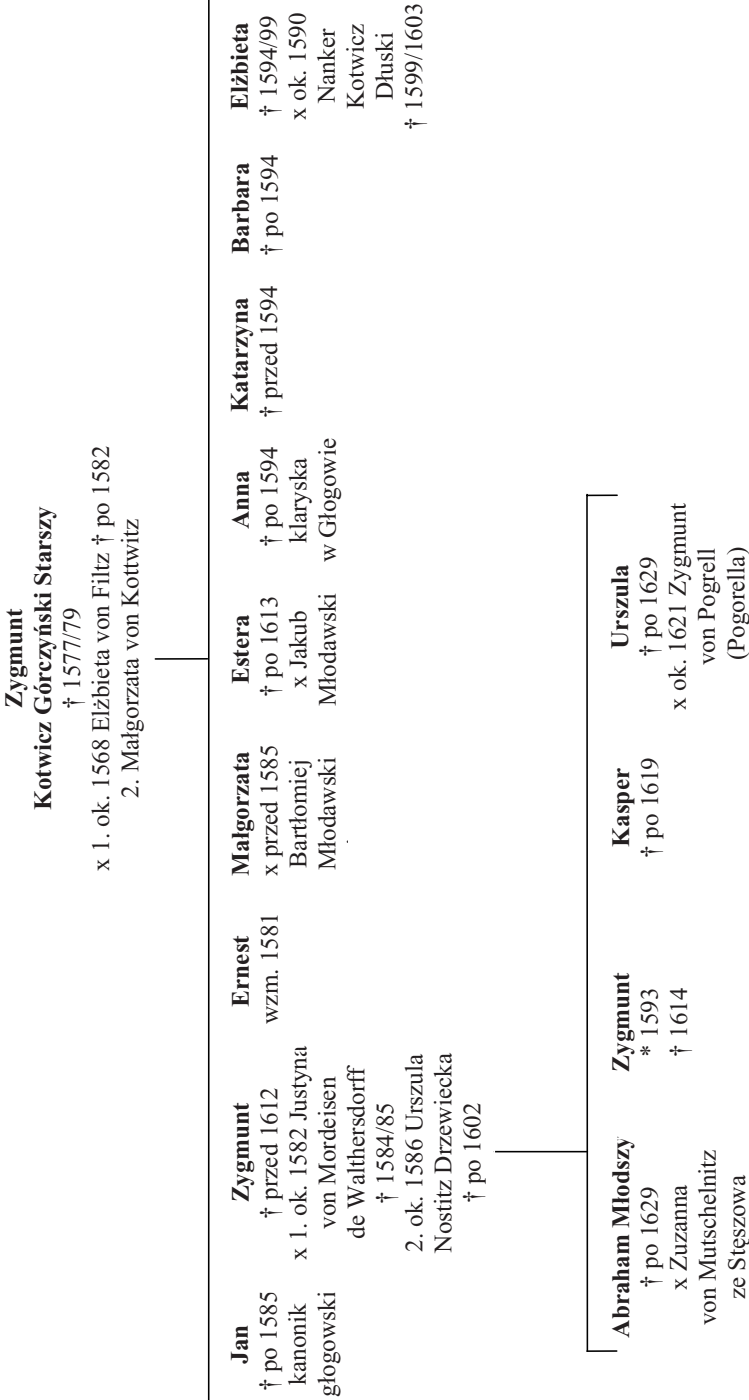 Zygmunt
Kotwicz Górczyński Starszy
† 1577/79
x 1. ok. 1568 Elżbieta von Filtz † po 1582
2. Małgorzata von Kottwitz
Jan
† po 1585
kanonik
głogowski
Zygmunt
† przed 1612
x 1. ok. 1582 Justyna
von Mordeisen
de Walthersdorff
† 1584/85
2. ok. 1586 Urszula
Nostitz Drzewiecka
† po 1602
Ernest
wzm. 1581
Małgorzata
x przed 1585
Bartłomiej
Młodawski
Estera
† po 1613
x Jakub
Młodawski
Anna
† po 1594
klaryska
w Głogowie
Katarzyna
† przed 1594
Barbara
† po 1594
Elżbieta
† 1594/99
x ok. 1590
Nanker
Kotwicz
Dłuski
† 1599/1603
Abraham Młodszy
† po 1629
x Zuzanna
von Mutschelnitz
ze Stęszowa
Zygmunt
* 1593
† 1614
Kasper
† po 1619
Urszula
† po 1629
x ok. 1621 Zygmunt
von Pogrell
(Pogorella)